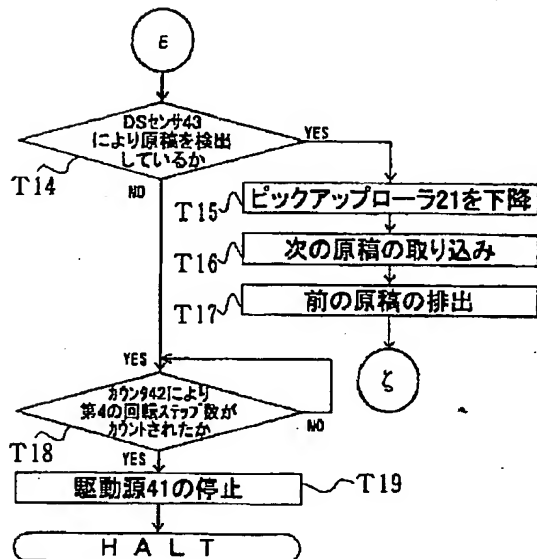 E
DSセンサ43
により原稿を検出
しているか
YES
T14
NO
T15
ピックアップローラ21を下降
T16
次の原稿の取り込み
T17
前の原稿の排出
ζ
YES
カウンタ42により
第4の回転ステップ数が
カウントされたか
NO
T18
YES
駆動源41の停止
T19
HALT